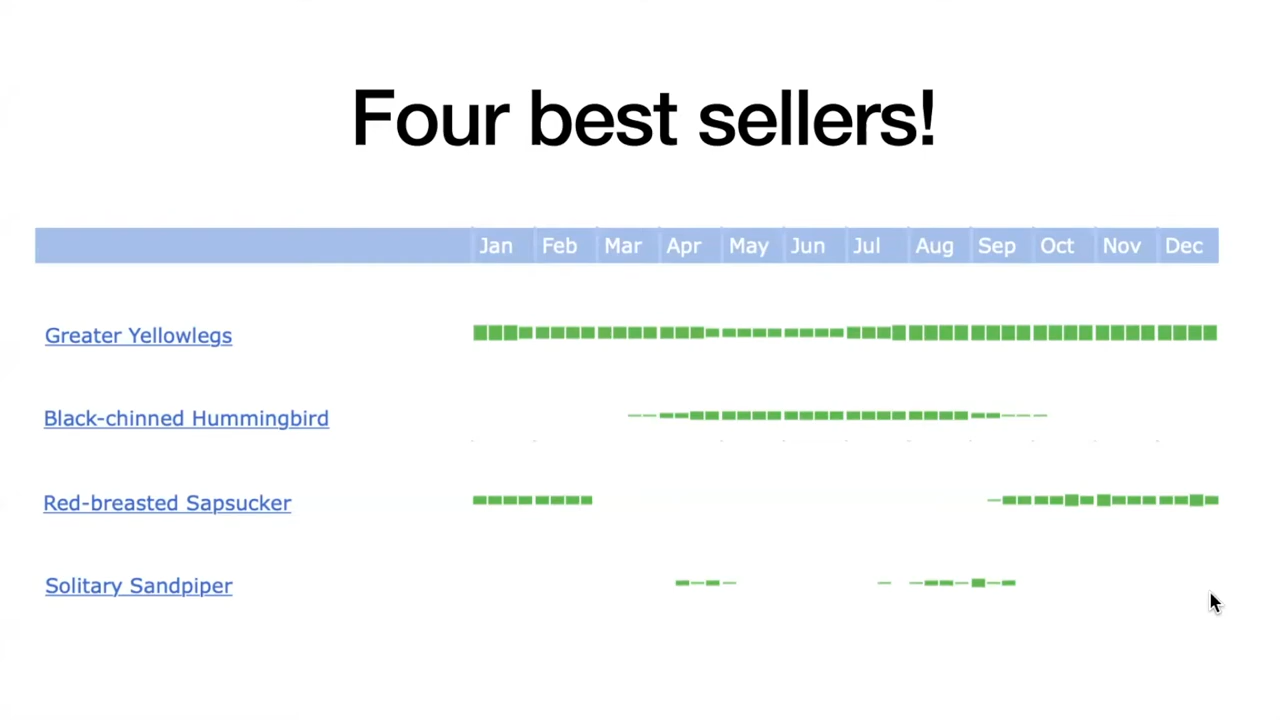 Four best sellers!
Jan Feb Mar Apr May Jun Jul Aug Sep Oct Nov Dec
Greater Yellowlegs
Black-chinned Hummingbird
Red-breasted Sapsucker
Solitary Sandpiper